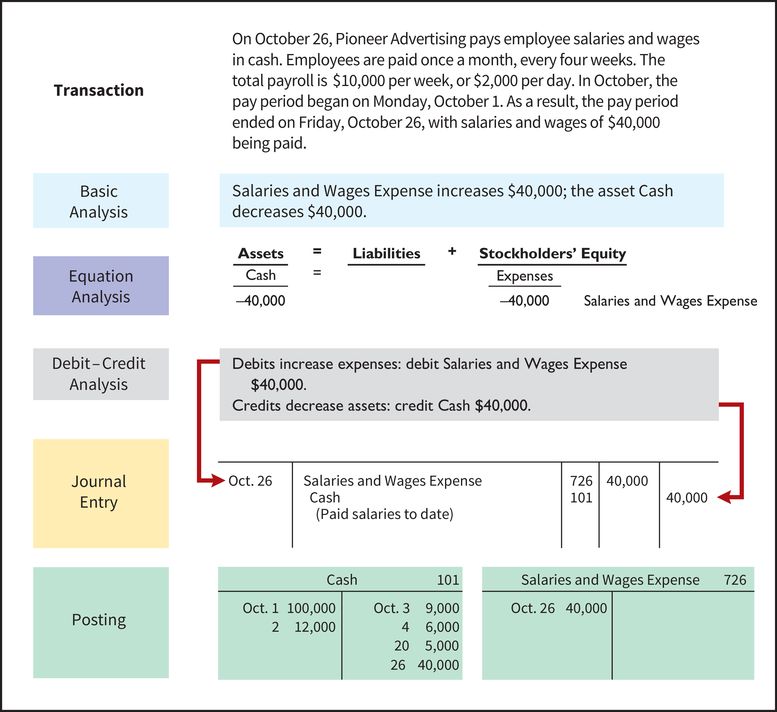 Transaction
On October 26, Pioneer Advertising pays employee salaries and wages
in cash. Employees are paid once a month, every four weeks. The
total payroll is $10,000 per week, or $2,000 per day. In October, the
pay period began on Monday, October 1. As a result, the pay period
ended on Friday, October 26, with salaries and wages of $40,000
being paid.
Basic
Analysis
Salaries and Wages Expense increases $40,000; the asset Cash
decreases $40,000.
Equation
Analysis
Assets = Liabilities + Stockholders' Equity
Cash = Expenses
–40,000 –40,000 Salaries and Wages Expense
Debit–Credit
Analysis
Debits increase expenses: debit Salaries and Wages Expense
$40,000.
Credits decrease assets: credit Cash $40,000.
Journal
Entry
Oct. 26 Salaries and Wages Expense 726 40,000
Cash 101 40,000
(Paid salaries to date)
Posting
Cash 101
Oct. 1 100,000 Oct. 3 9,000
2 12,000 4 6,000
20 5,000
26 40,000
Salaries and Wages Expense 726
Oct. 26 40,000